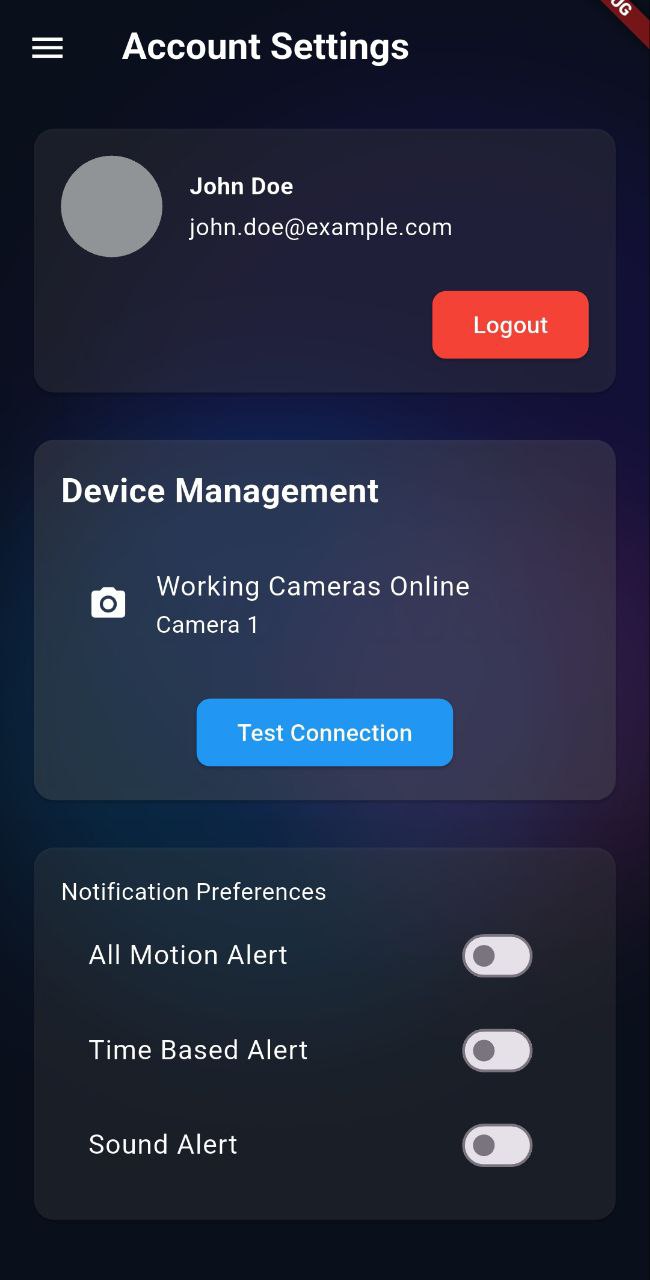 Account Settings
John Doe
john.doe@example.com
Logout
Device Management
Working Cameras Online
Camera 1
Test Connection
Notification Preferences
All Motion Alert
Time Based Alert
Sound Alert